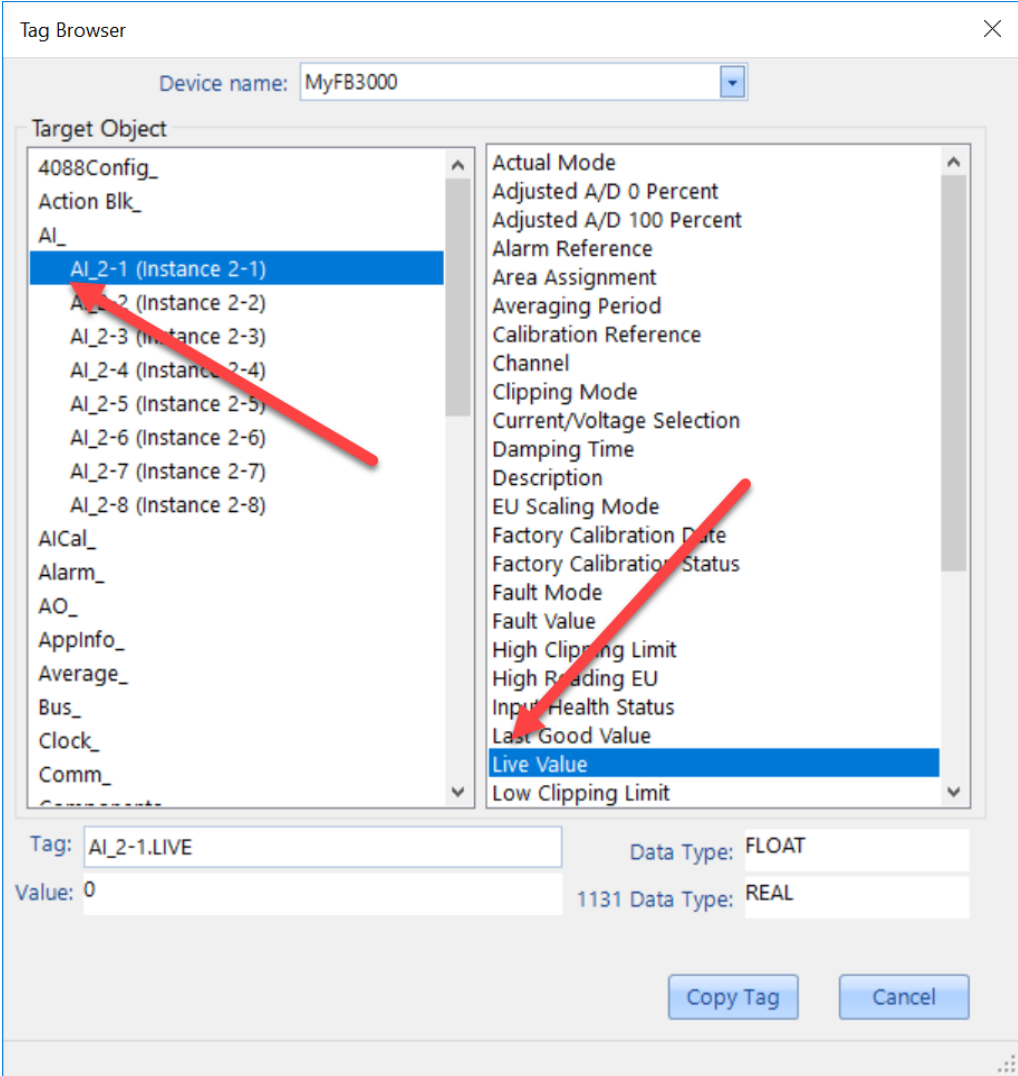 Tag Browser
Device name: MyFB3000
Target Object
4088Config_
Action Blk_
AI_
AI_2-1 (Instance 2-1)
AI_2-2 (Instance 2-2)
AI_2-3 (Instance 2-3)
AI_2-4 (Instance 2-4)
AI_2-5 (Instance 2-5)
AI_2-6 (Instance 2-6)
AI_2-7 (Instance 2-7)
AI_2-8 (Instance 2-8)
AICal_
Alarm_
AO_
AppInfo_
Average_
Bus_
Clock_
Comm_
Actual Mode
Adjusted A/D 0 Percent
Adjusted A/D 100 Percent
Alarm Reference
Area Assignment
Averaging Period
Calibration Reference
Channel
Clipping Mode
Current/Voltage Selection
Damping Time
Description
EU Scaling Mode
Factory Calibration Date
Factory Calibration Status
Fault Mode
Fault Value
High Clipping Limit
High Reading EU
Input Health Status
Last Good Value
Live Value
Low Clipping Limit
Tag: AI_2-1.LIVE
Data Type: FLOAT
Value: 0
1131 Data Type: REAL
Copy Tag
Cancel